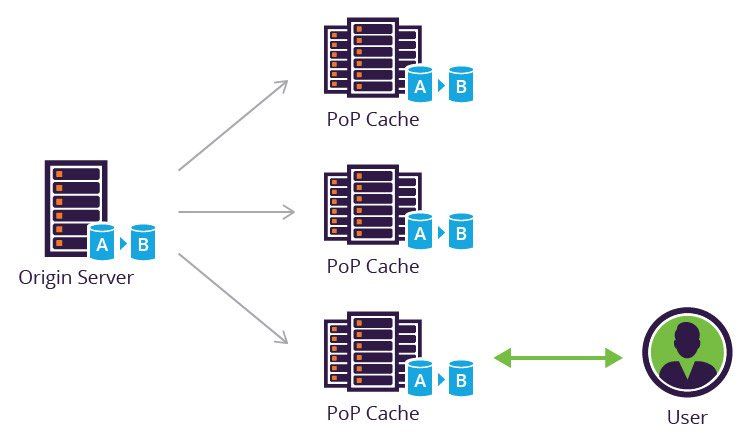 A B
PoP Cache
A B
Origin Server
A B
PoP Cache
A B
PoP Cache
User